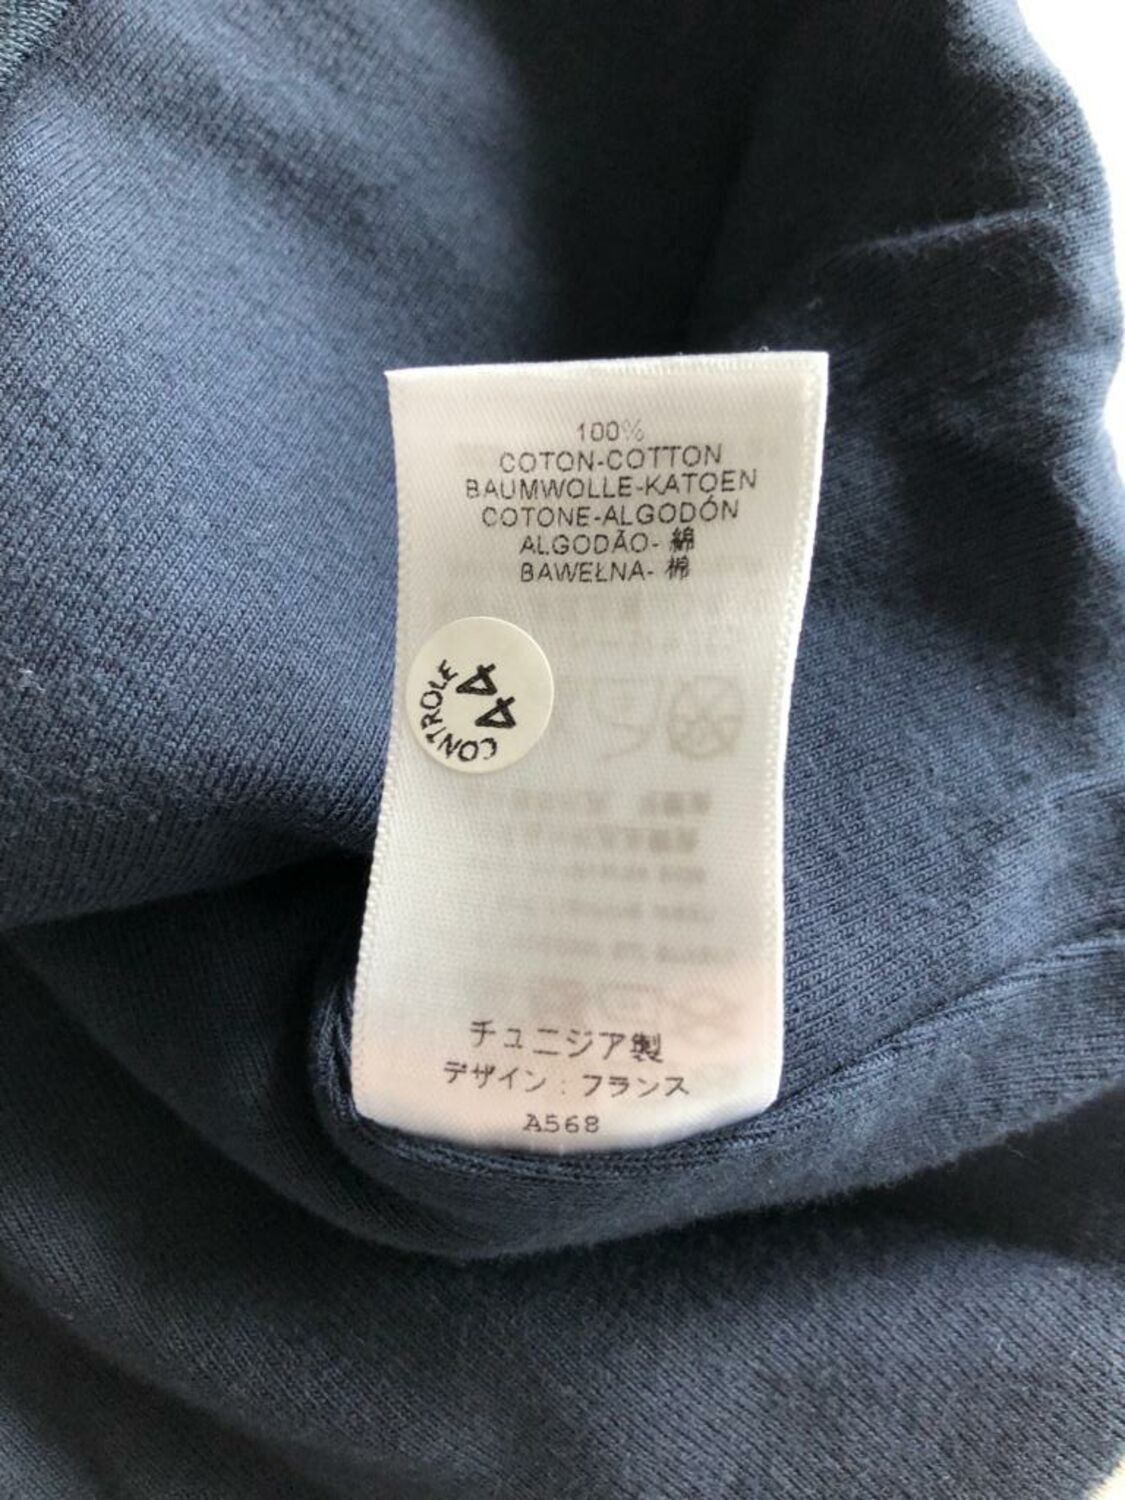 100%
COTON-COTTON
BAUMWOLLE-KATOEN
COTONE-ALGODÓN
ALGODÃO- 綿
BAWEŁNA- 棉
CONTROLE
44
チュニジア製
デザイン : フランス
A568